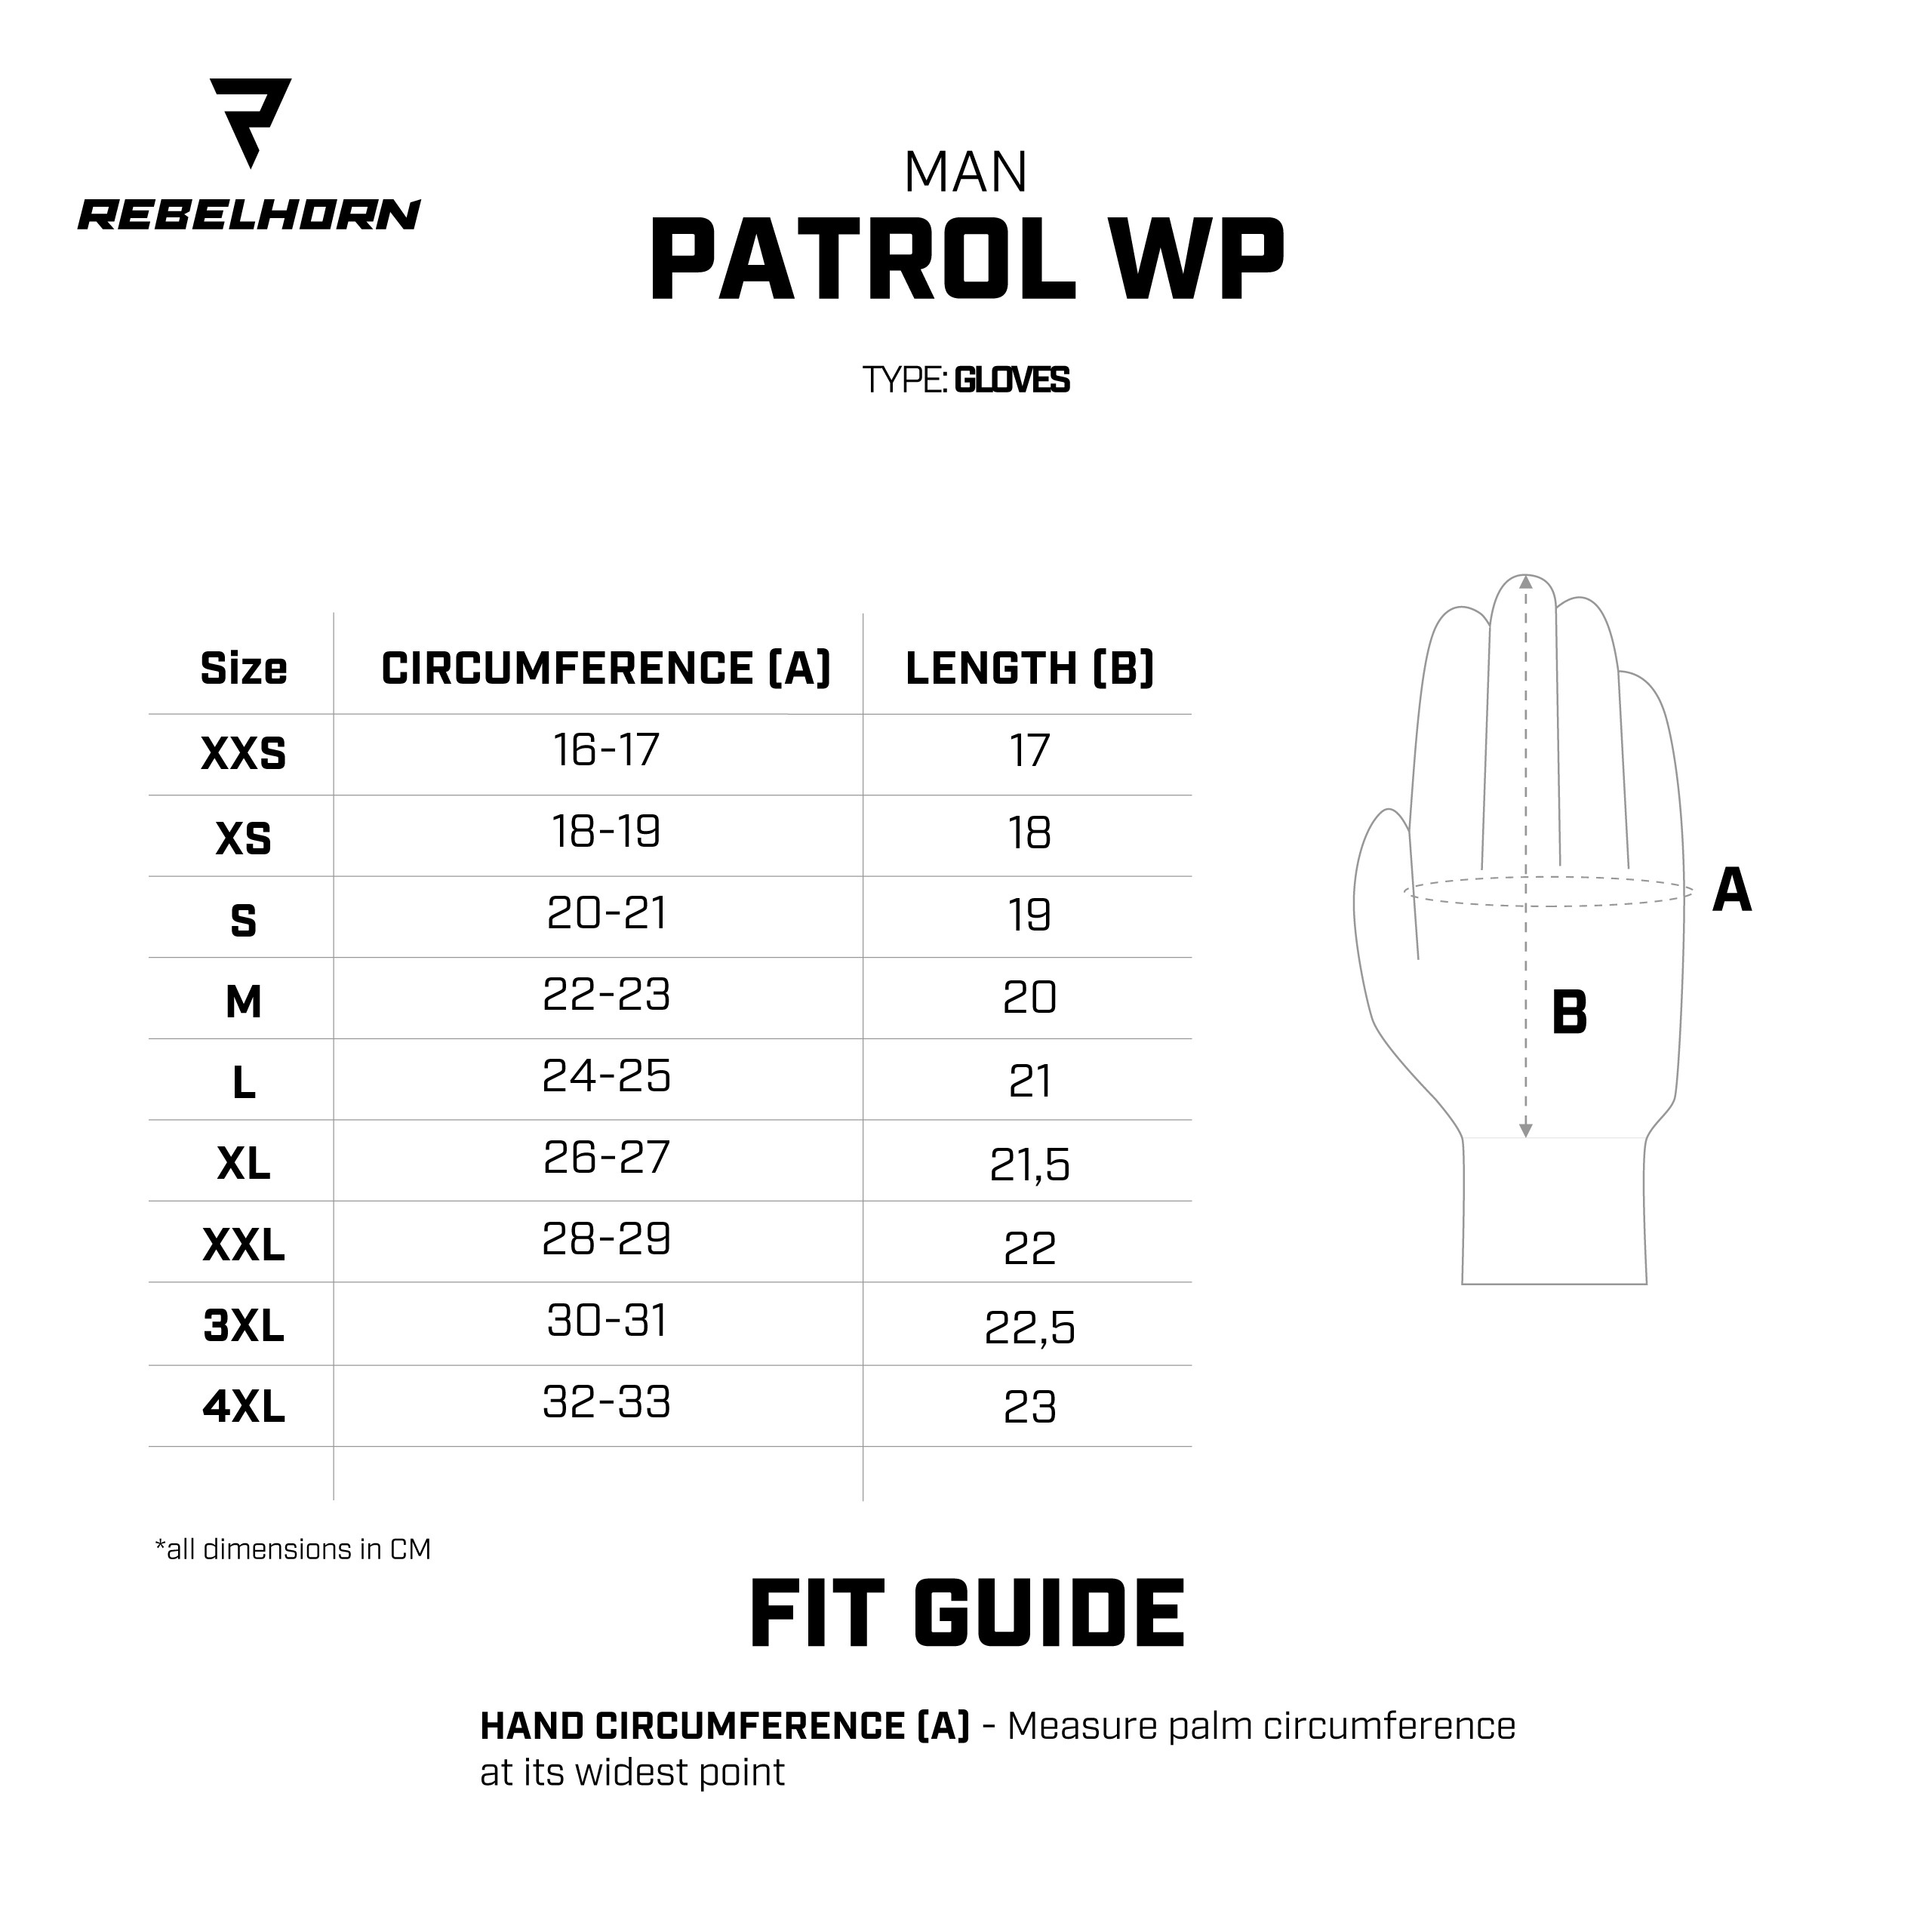 REBELHORN
MAN
PATROL WP
TYPE: GLOVES
Size CIRCUMFERENCE (A) LENGTH (B)
XXS 16-17 17
XS 18-19 18
S 20-21 19
M 22-23 20
L 24-25 21
XL 26-27 21,5
XXL 28-29 22
3XL 30-31 22,5
4XL 32-33 23
A
B
*all dimensions in CM
FIT GUIDE
HAND CIRCUMFERENCE (A) - Measure palm circumference
at its widest point